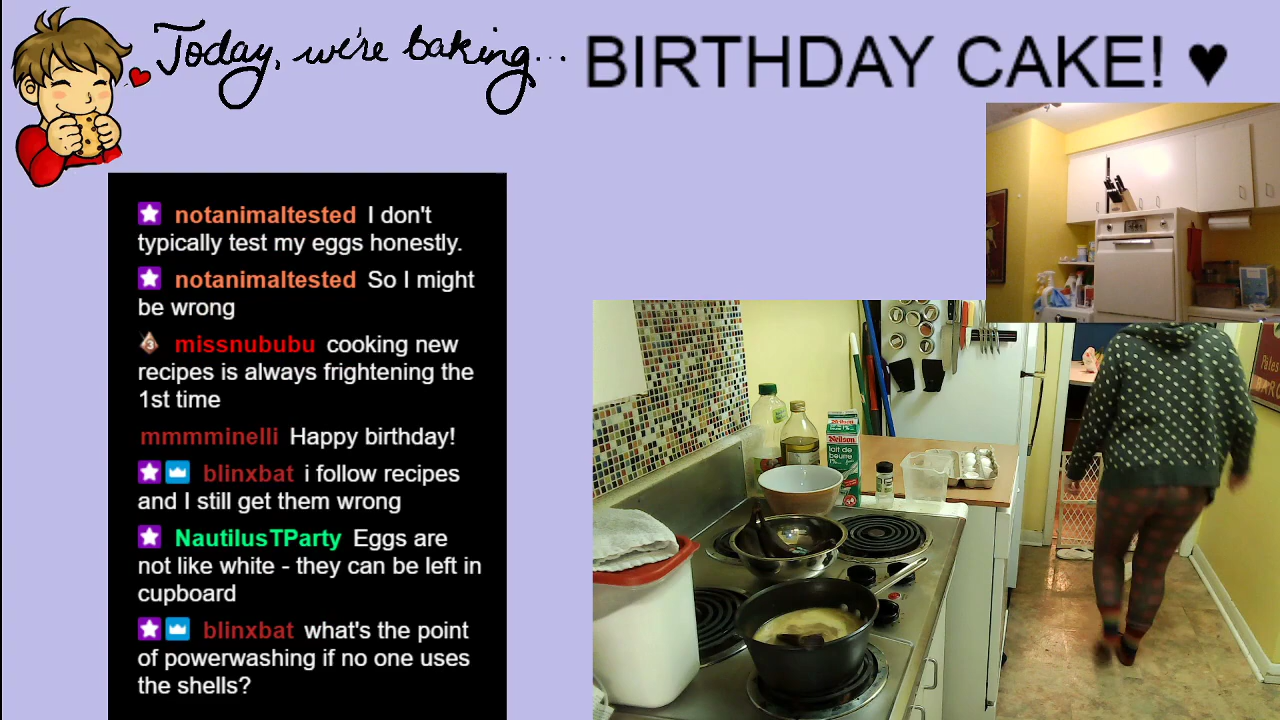 Today, we're baking... BIRTHDAY CAKE! ♥
notanimaltested I don't
typically test my eggs honestly.
notanimaltested So I might
be wrong
missnububu cooking new
recipes is always frightening the
1st time
mmmminelli Happy birthday!
blinxbat i follow recipes
and I still get them wrong
NautilusTParty Eggs are
not like white - they can be left in
cupboard
blinxbat what's the point
of powerwashing if no one uses
the shells?
Neilson
lait de
beurre